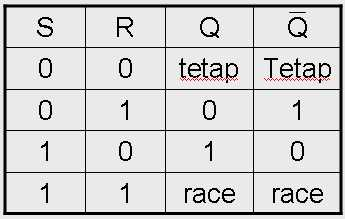 S R Q Q̅
0 0 tetap Tetap
0 1 0 1
1 0 1 0
1 1 race race